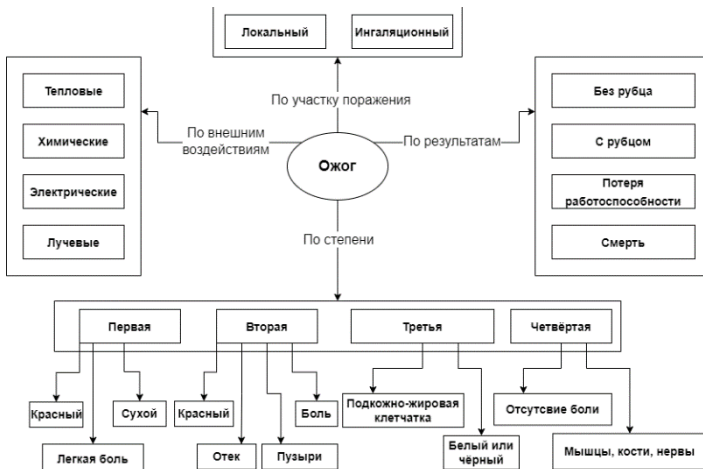 Локальный
Ингаляционный
По участку поражения
Тепловые
Химические
Электрические
Лучевые
По внешним
воздействиям
Ожог
По результатам
Без рубца
С рубцом
Потеря
работоспособности
Смерть
По степени
Первая
Вторая
Третья
Четвёртая
Красный
Сухой
Легкая боль
Красный
Боль
Отек
Пузыри
Подкожно-жировая
клетчатка
Белый или
чёрный
Отсутсвие боли
Мышцы, кости, нервы